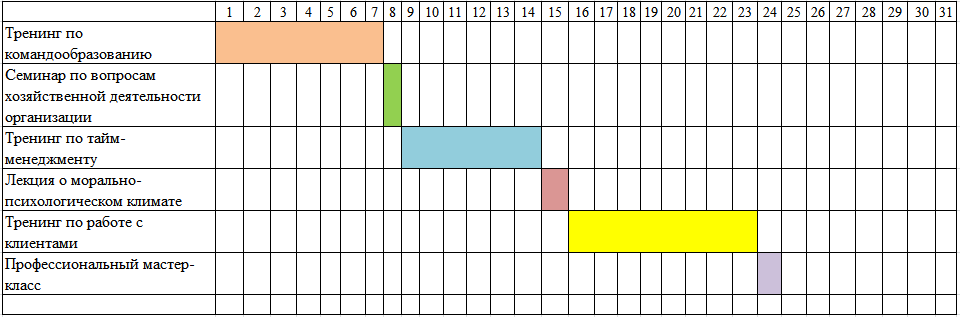 1 2 3 4 5 6 7 8 9 10 11 12 13 14 15 16 17 18 19 20 21 22 23 24 25 26 27 28 29 30 31
Тренинг по
командообразованию
Семинар по вопросам
хозяйственной деятельности
организации
Тренинг по тайм-
менеджменту
Лекция о морально-
психологическом климате
Тренинг по работе с
клиентами
Профессиональный мастер-
класс